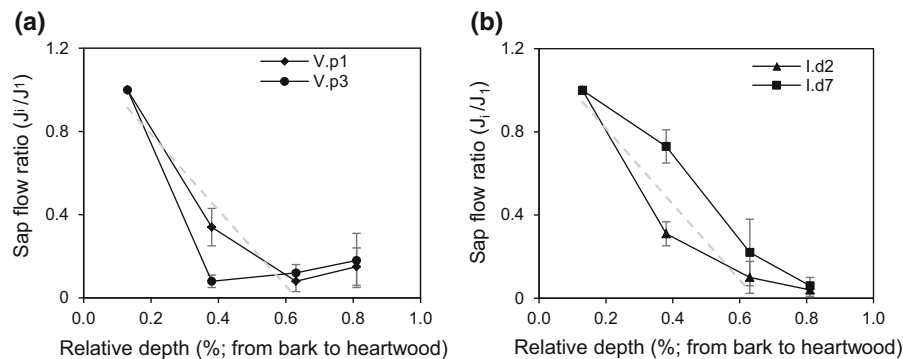 (a)
1.2
0.8
0.4
0
0.0 0.2 0.4 0.6 0.8 1.0
Sap flow ratio (Jⁱ/J¹)
Relative depth (%; from bark to heartwood)
V.p1
V.p3
(b)
1.2
0.8
0.4
0
0.0 0.2 0.4 0.6 0.8 1.0
Sap flow ratio (Jᵢ/J₁)
Relative depth (%; from bark to heartwood)
I.d2
I.d7